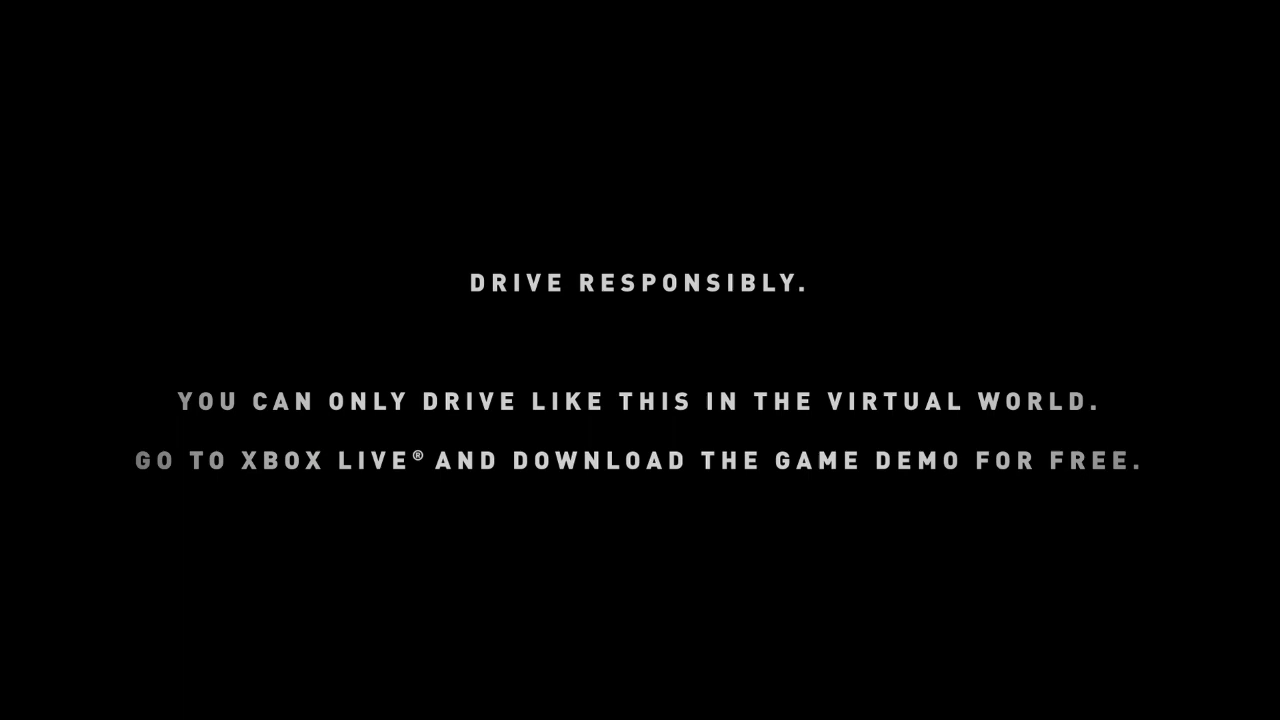 DRIVE RESPONSIBLY.
YOU CAN ONLY DRIVE LIKE THIS IN THE VIRTUAL WORLD.
GO TO XBOX LIVE® AND DOWNLOAD THE GAME DEMO FOR FREE.